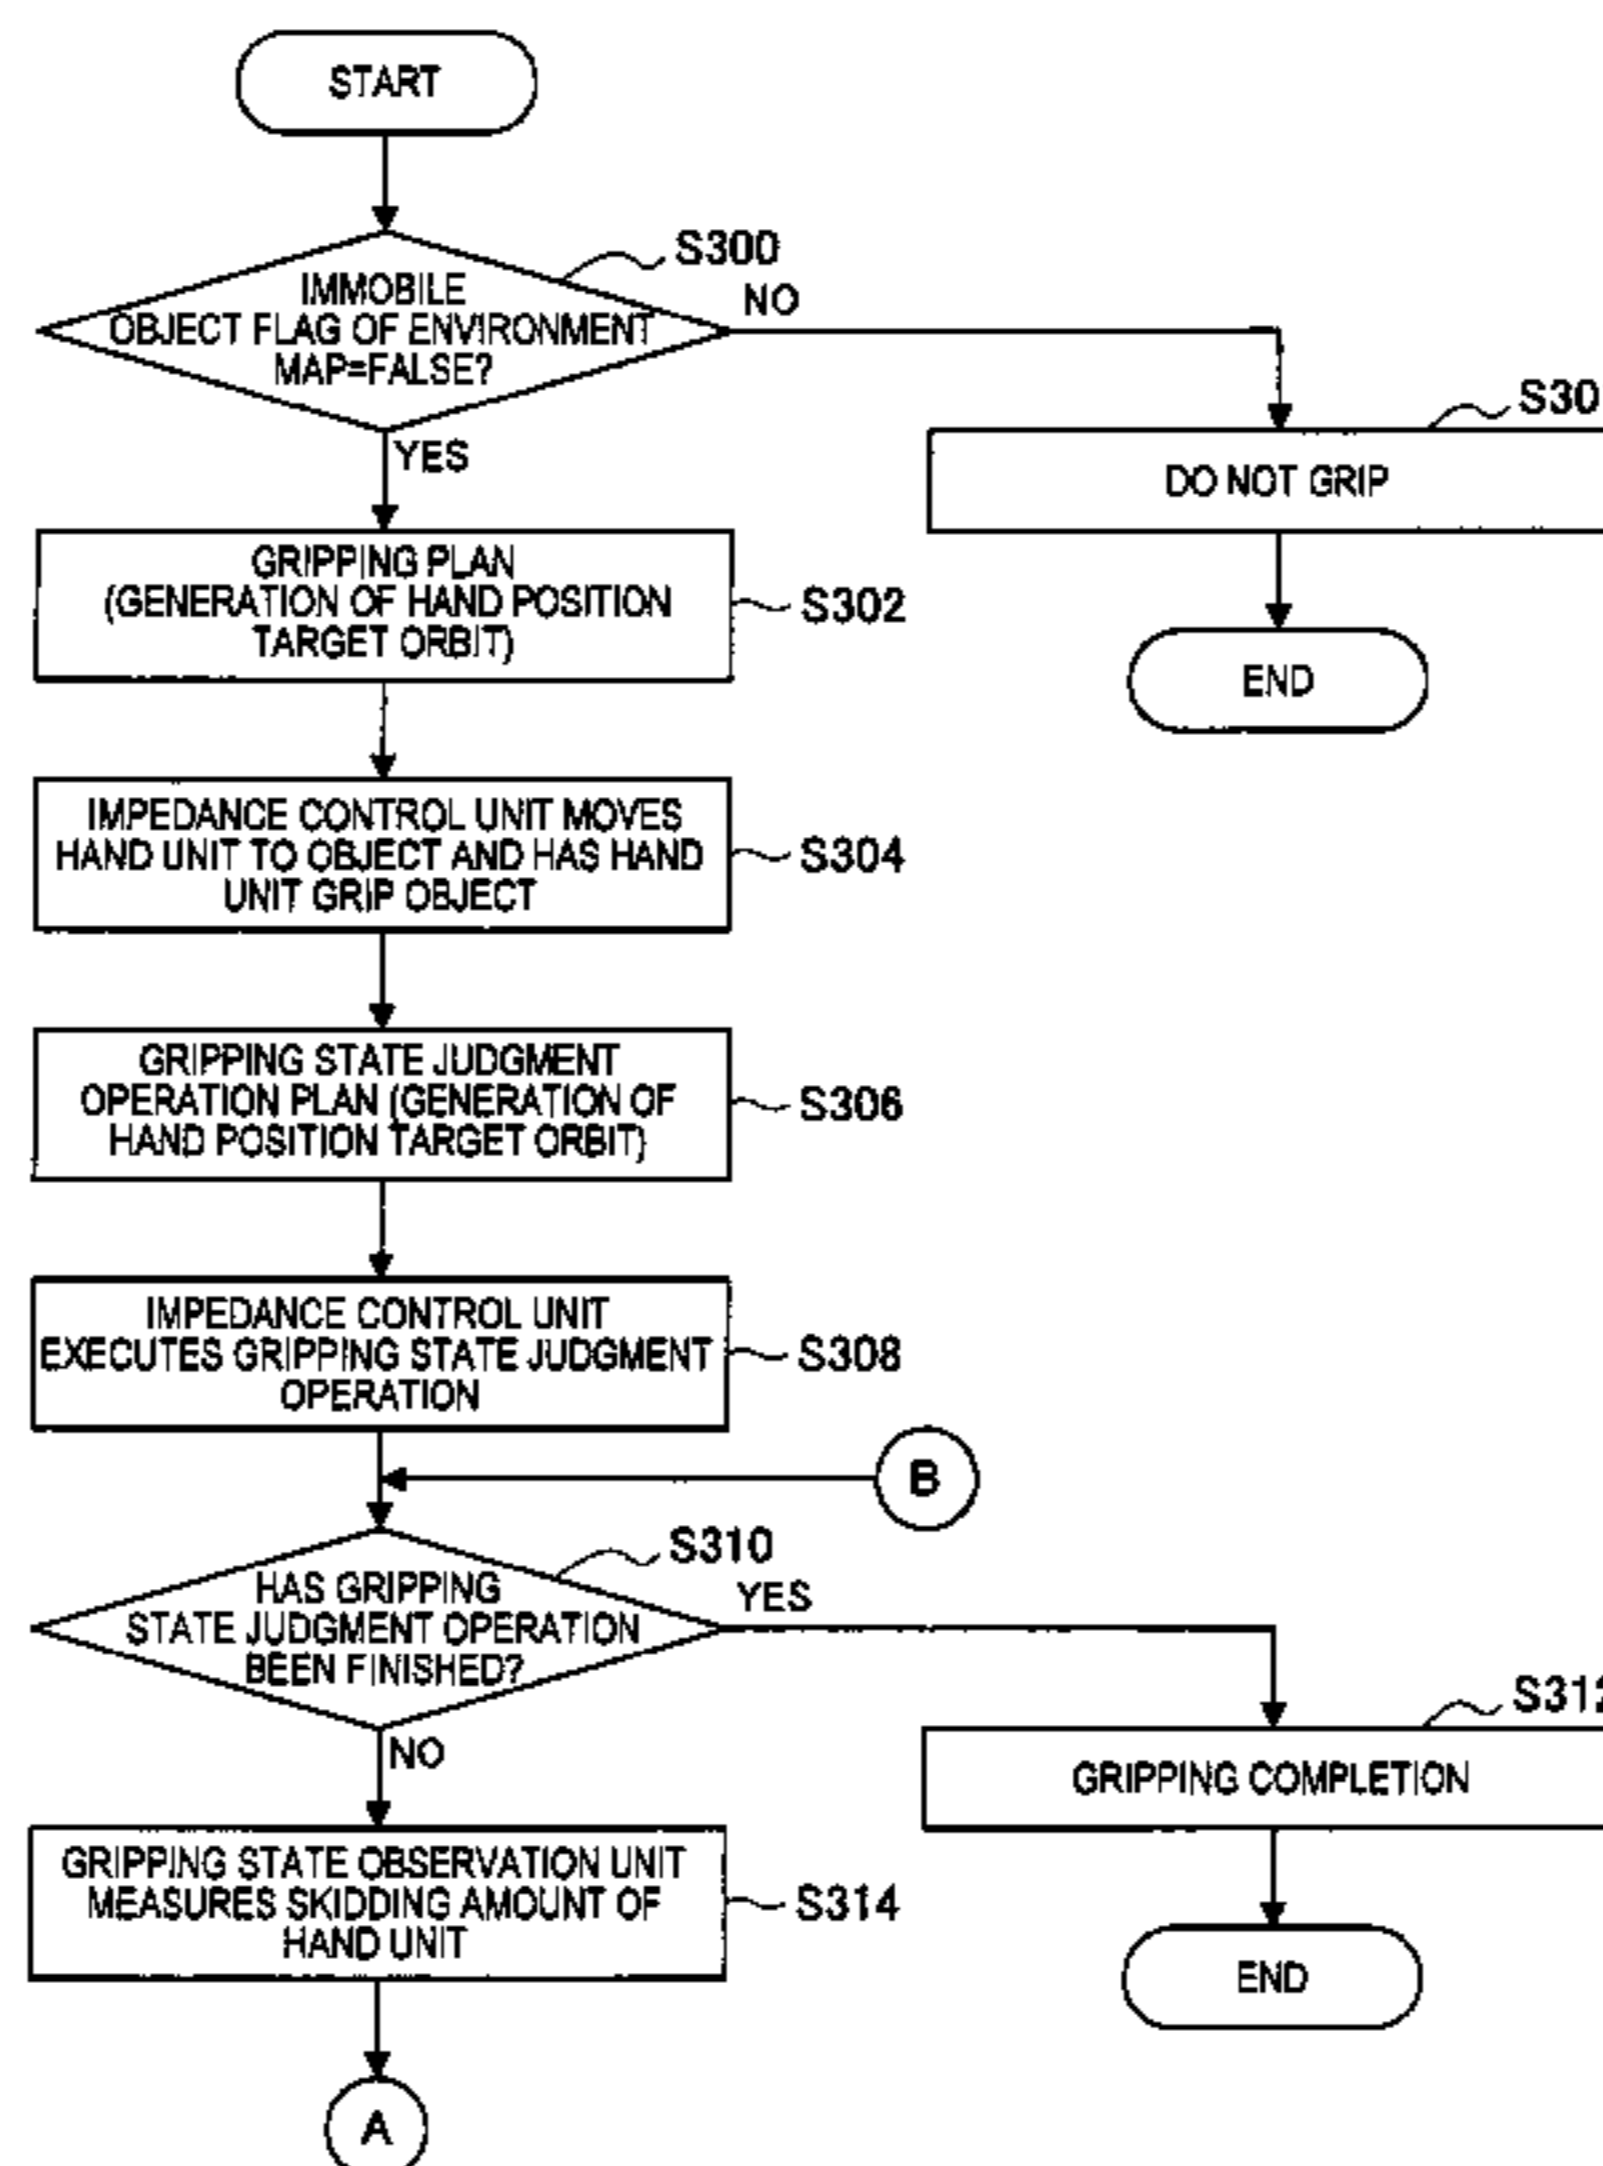 START
S300
IMMOBILE
OBJECT FLAG OF ENVIRONMENT
MAP=FALSE?
NO
YES
S30
DO NOT GRIP
END
GRIPPING PLAN
(GENERATION OF HAND POSITION
TARGET ORBIT)
S302
IMPEDANCE CONTROL UNIT MOVES
HAND UNIT TO OBJECT AND HAS HAND
UNIT GRIP OBJECT
S304
GRIPPING STATE JUDGMENT
OPERATION PLAN (GENERATION OF
HAND POSITION TARGET ORBIT)
S306
IMPEDANCE CONTROL UNIT
EXECUTES GRIPPING STATE JUDGMENT
OPERATION
S308
B
S310
HAS GRIPPING
STATE JUDGMENT OPERATION
BEEN FINISHED?
YES
NO
S312
GRIPPING COMPLETION
END
GRIPPING STATE OBSERVATION UNIT
MEASURES SKIDDING AMOUNT OF
HAND UNIT
S314
A